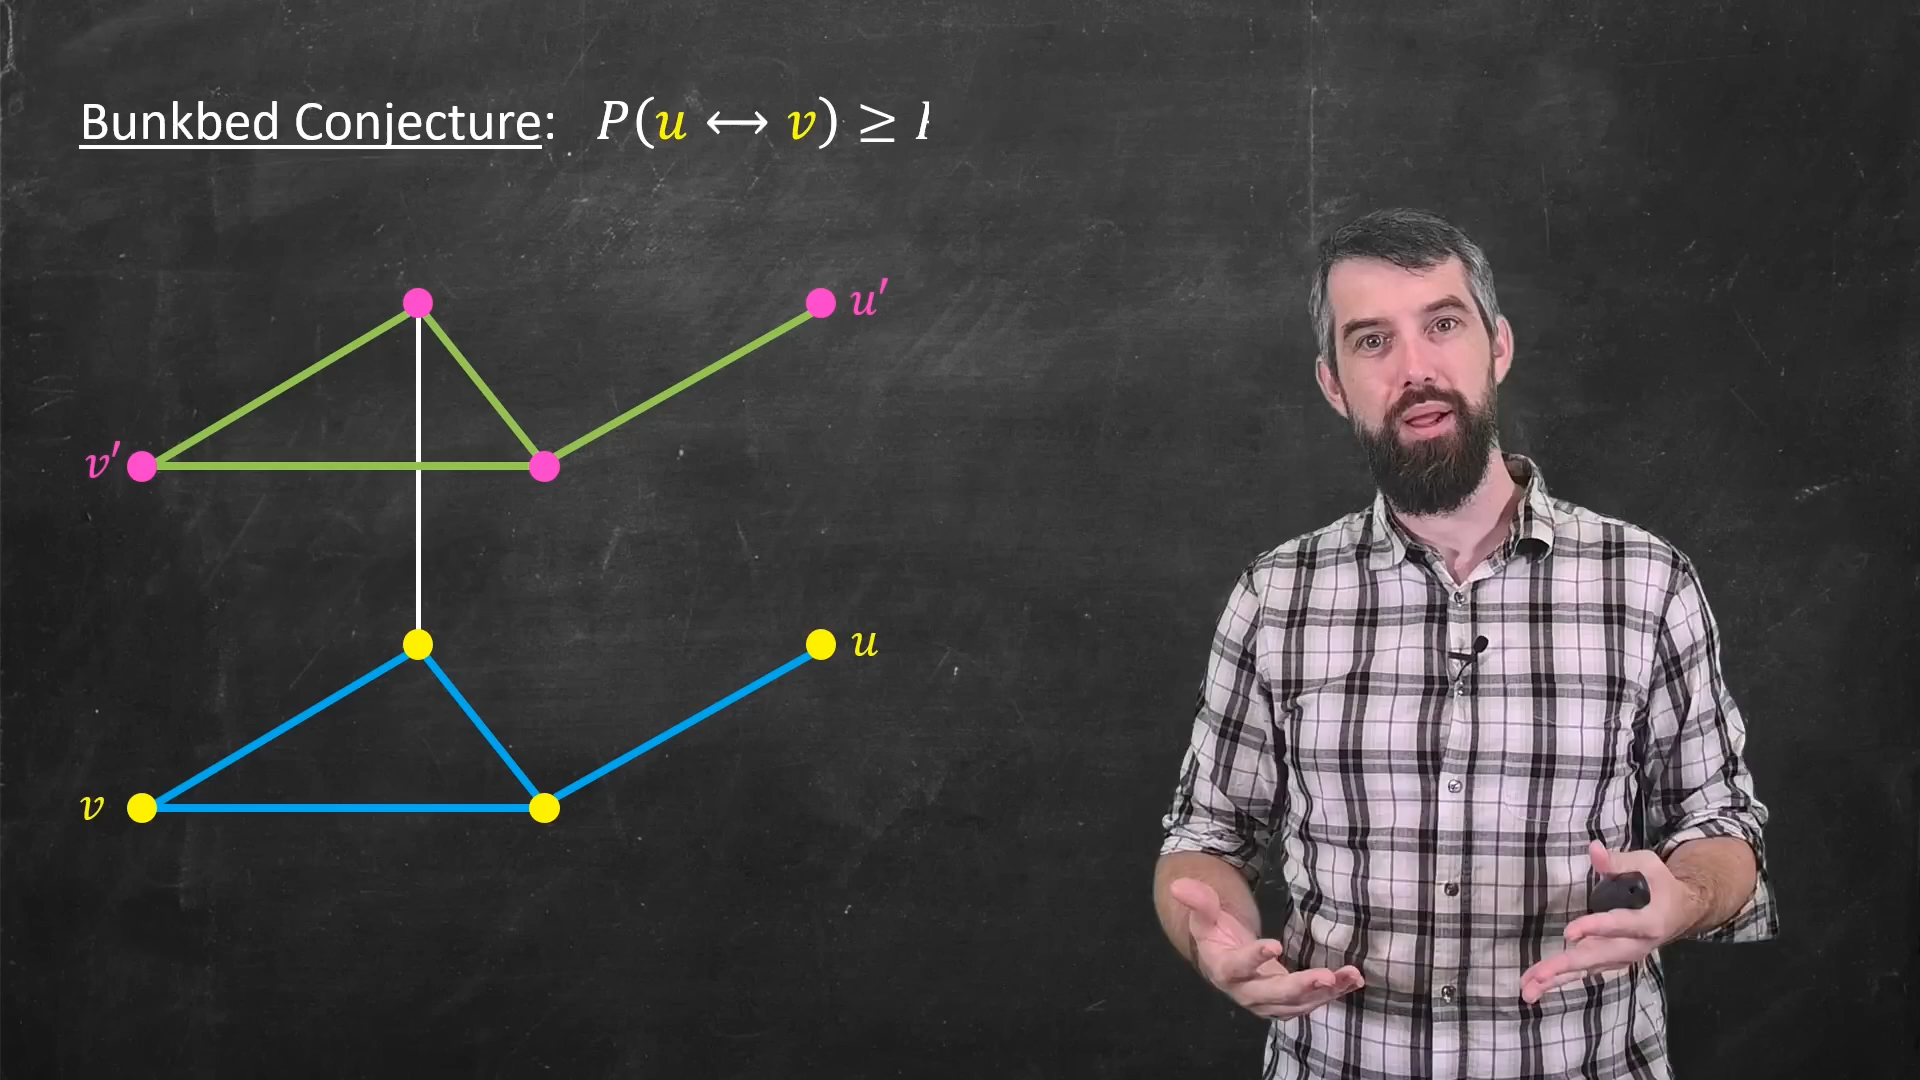 Bunkbed Conjecture: P(u ↔ v) ≥
u′
v′
u
v